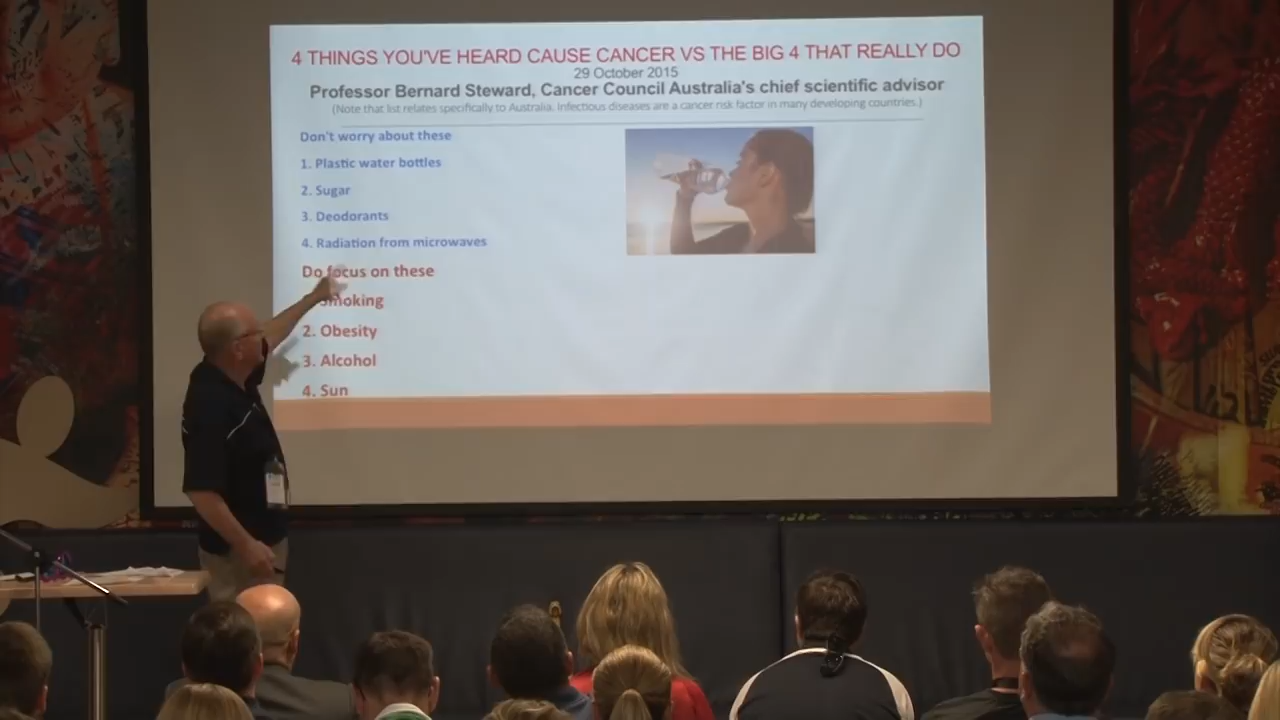 4 THINGS YOU'VE HEARD CAUSE CANCER VS THE BIG 4 THAT REALLY DO
29 October 2015
Professor Bernard Steward, Cancer Council Australia's chief scientific advisor
(Note that list relates specifically to Australia. Infectious diseases are a cancer risk factor in many developing countries.)
Don't worry about these
1. Plastic water bottles
2. Sugar
3. Deodorants
4. Radiation from microwaves
Do focus on these
Smoking
2. Obesity
3. Alcohol
4. Sun